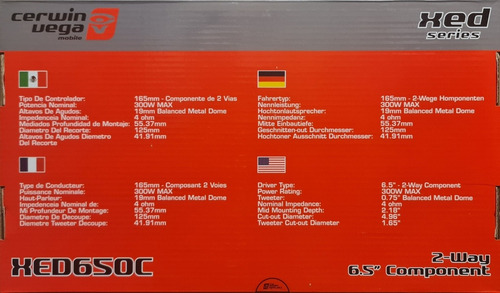 cerwin
vega
mobile
xed
series
Tipo De Controlador: 165mm - Componente de 2 Vias
Potencia Nominal: 300W MAX
Altavos De Agudos: 19mm Balanced Metal Dome
Impedenceia Nominal: 4 ohm
Mediados Profundidad de Montaje: 55.37mm
Diametro Del Recorte: 125mm
Altavos De Agudos Diametro 41.91mm
Del Recorte
Fahrertyp: 165mm - 2-Wege Homponenten
Nennleistung: 300W MAX
Hochtonlautsprecher: 19mm Balanced Metal Dome
Nennimpedanz: 4 ohm
Mitte Einbautiefe: 55.37mm
Geschnitten-out Durchmesser: 125mm
Hochtoner Ausschnitt Durchmesser: 41.91mm
Type de Conducteur: 165mm - Composant 2 Voies
Puissance Nominale: 300W MAX
Haut-Parleur: 19mm Balanced Metal Dome
Impedenceia Nominal de: 4 ohm
Mi Profondeur De Montage: 55.37mm
Diametro De Decoupe: 125mm
Diametre Tweeter Decoupe: 41.91mm
Driver Type: 6.5" - 2-Way Component
Power Rating: 300W MAX
Tweeter: 0.75" Balanced Metal Dome
Nominal Impedance: 4 ohm
Mid Mounting Depth: 2.18"
Cut-out Diameter: 4.96"
Tweeter Cut-out Diameter: 1.65"
XED650C
2-Way
6.5" Component